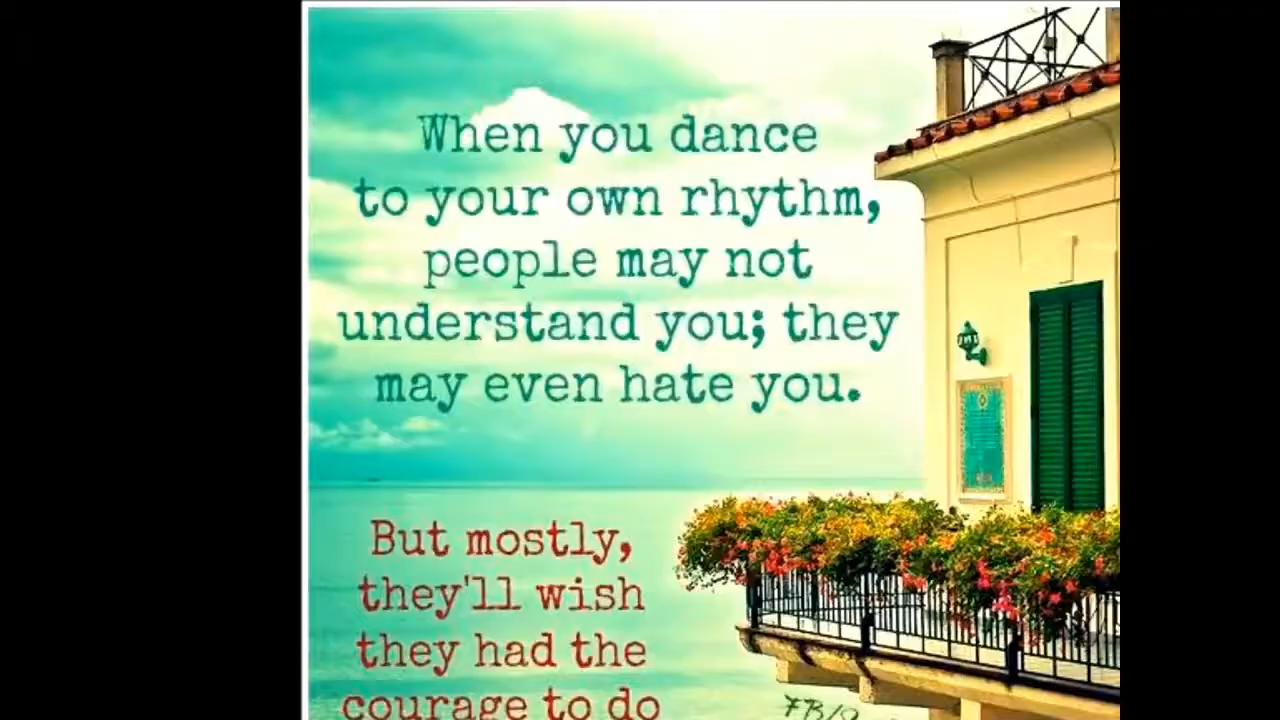 When you dance
to your own rhythm,
people may not
understand you; they
may even hate you.
But mostly,
they'll wish
they had the
courage to do